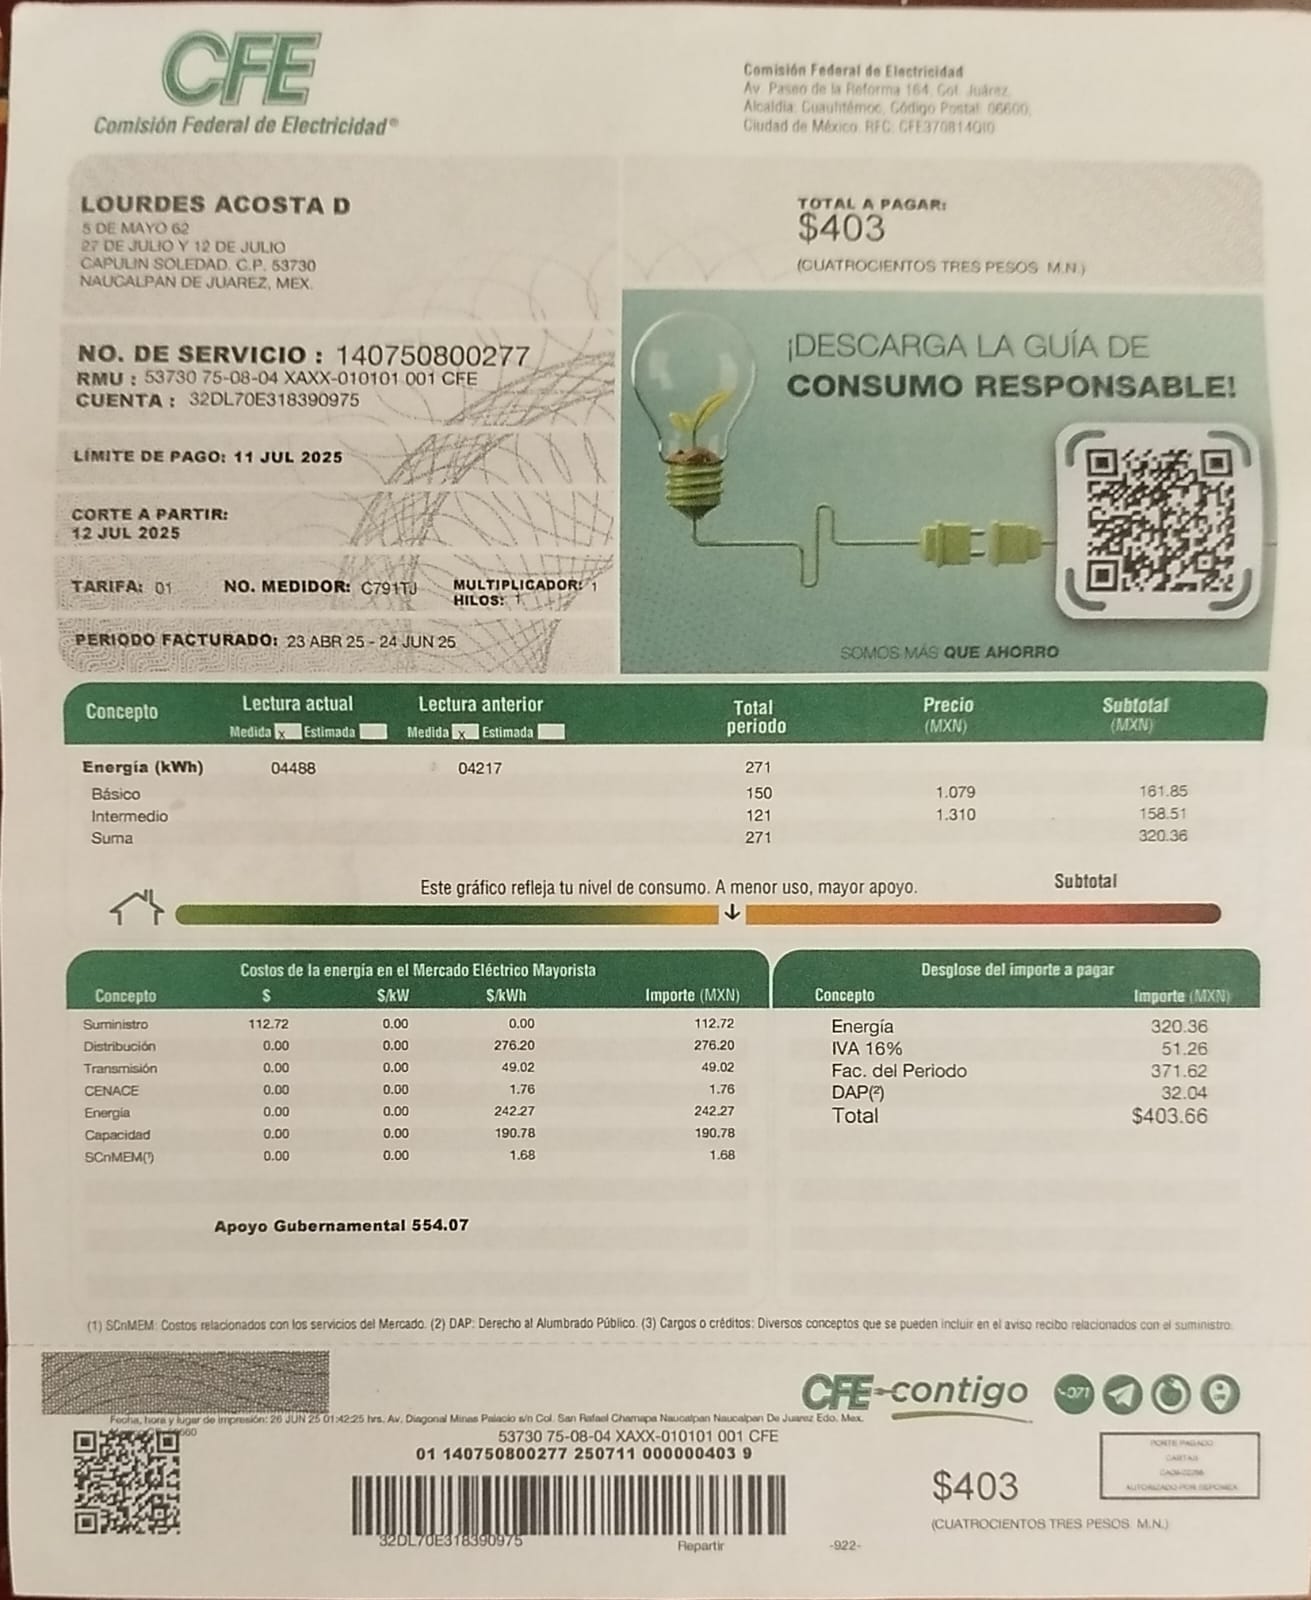 CFE
Comisión Federal de Electricidad®
Comisión Federal de Electricidad
Av. Paseo de la Reforma 164, Col. Juárez,
Alcaldía: Cuauhtémoc, Código Postal: 06600,
Ciudad de México. RFC: CFE370814QI0
LOURDES ACOSTA D
5 DE MAYO 62
27 DE JULIO Y 12 DE JULIO
CAPULIN SOLEDAD. C.P. 53730
NAUCALPAN DE JUAREZ, MEX.
TOTAL A PAGAR:
$403
(CUATROCIENTOS TRES PESOS M.N.)
NO. DE SERVICIO : 140750800277
RMU : 53730 75-08-04 XAXX-010101 001 CFE
CUENTA : 32DL70E318390975
LÍMITE DE PAGO: 11 JUL 2025
CORTE A PARTIR:
12 JUL 2025
TARIFA: 01 NO. MEDIDOR: C791TJ MULTIPLICADOR: 1
HILOS: 1
PERIODO FACTURADO: 23 ABR 25 - 24 JUN 25
¡DESCARGA LA GUÍA DE
CONSUMO RESPONSABLE!
SOMOS MÁS QUE AHORRO
Concepto Lectura actual Lectura anterior Total periodo Precio (MXN) Subtotal (MXN)
Medida x Estimada Medida x Estimada
Energía (kWh) 04488 04217 271
Básico 150 1.079 161.85
Intermedio 121 1.310 158.51
Suma 271 320.36
Este gráfico refleja tu nivel de consumo. A menor uso, mayor apoyo. Subtotal
Costos de la energía en el Mercado Eléctrico Mayorista
Concepto $ $/kW $/kWh Importe (MXN)
Suministro 112.72 0.00 0.00 112.72
Distribución 0.00 0.00 276.20 276.20
Transmisión 0.00 0.00 49.02 49.02
CENACE 0.00 0.00 1.76 1.76
Energía 0.00 0.00 242.27 242.27
Capacidad 0.00 0.00 190.78 190.78
SCnMEM(¹) 0.00 0.00 1.68 1.68
Apoyo Gubernamental 554.07
Desglose del importe a pagar
Concepto Importe (MXN)
Energía 320.36
IVA 16% 51.26
Fac. del Periodo 371.62
DAP(²) 32.04
Total $403.66
(1) SCnMEM: Costos relacionados con los servicios del Mercado. (2) DAP: Derecho al Alumbrado Público. (3) Cargos o créditos: Diversos conceptos que se pueden incluir en el aviso recibo relacionados con el suministro.
CFE contigo
071
Fecha, hora y lugar de impresión: 26 JUN 25 01:42:25 hrs. Av. Diagonal Minas Palacio s/n Col. San Rafael Chamapa Naucalpan Naucalpan De Juarez Edo. Mex.
53730 75-08-04 XAXX-010101 001 CFE
01 140750800277 250711 000000403 9
32DL70E318390975
Repartir
-922-
$403
(CUATROCIENTOS TRES PESOS M.N.)
PORTE PAGADO
CARTAS
AUTORIZADO POR SEPOMEX